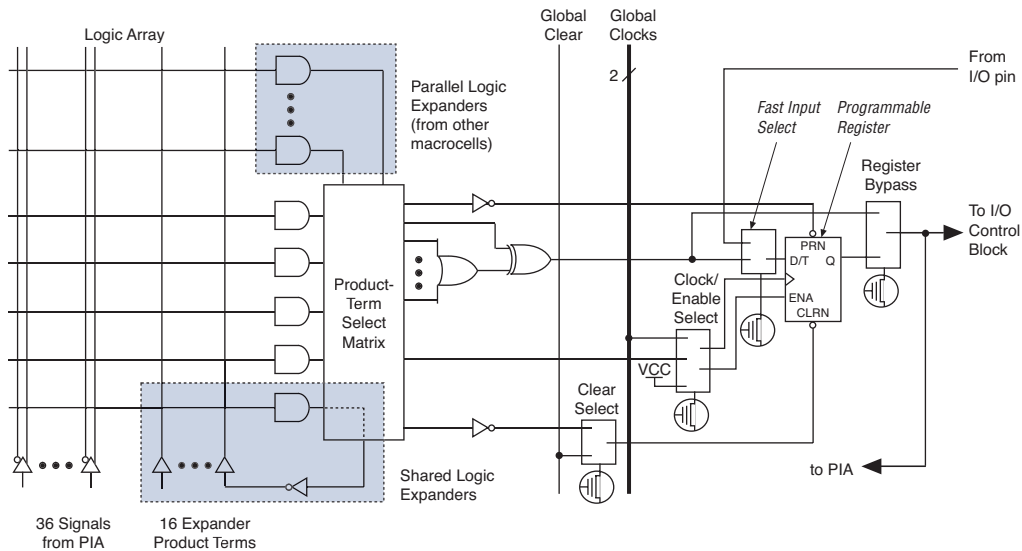 Logic Array
Global
Clear
Global
Clocks
2
Parallel Logic
Expanders
(from other
macrocells)
From
I/O pin
Fast Input
Select
Programmable
Register
Register
Bypass
To I/O
Control
Block
PRN
D/T
Q
ENA
CLRN
Product-
Term
Select
Matrix
Clock/
Enable
Select
VCC
Clear
Select
Shared Logic
Expanders
to PIA
36 Signals
from PIA
16 Expander
Product Terms